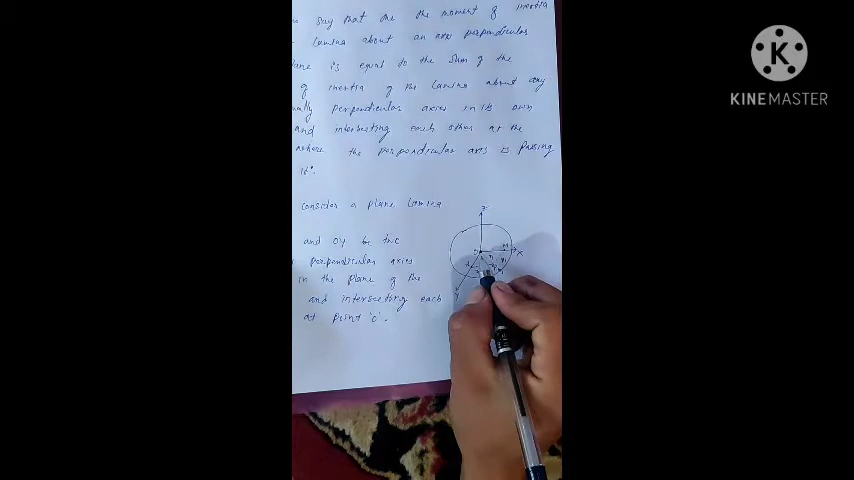 say that the the moment of inertia
lamina about an axis perpendicular
plane is equal to the sum of the
of inertia of the lamina about any
perpendicular axies in its own
and intersecting each other at the
where the perpendicular axis is passing
it.
consider a plane lamina
and OY be two
perpendicular axies
in the plane of the
and intersecting each
at point 'O'.
Z
X
Y
K
KINEMASTER